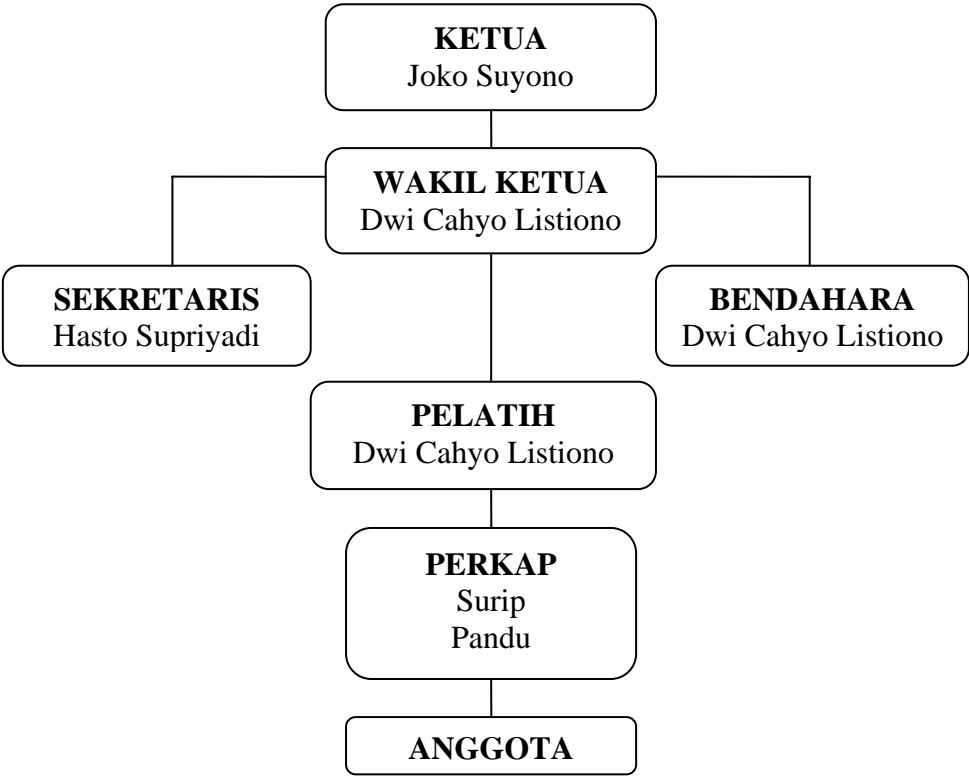 KETUA
Joko Suyono
WAKIL KETUA
Dwi Cahyo Listiono
SEKRETARIS
Hasto Supriyadi
BENDAHARA
Dwi Cahyo Listiono
PELATIH
Dwi Cahyo Listiono
PERKAP
Surip
Pandu
ANGGOTA